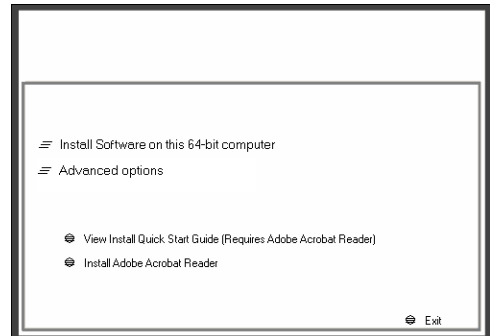 Install Software on this 64-bit computer
Advanced options
View Install Quick Start Guide (Requires Adobe Acrobat Reader)
Install Adobe Acrobat Reader
Exit